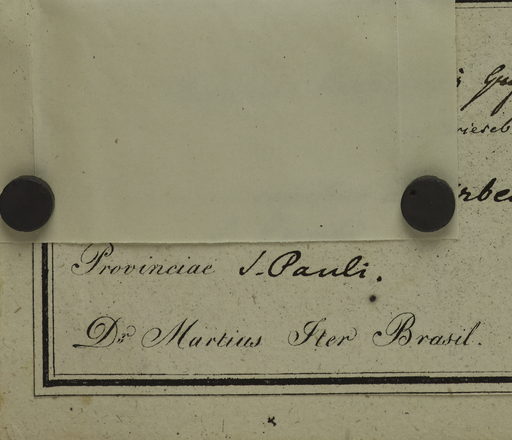 Provinciae S. Pauli.
Dr. Martius Iter Brasil.